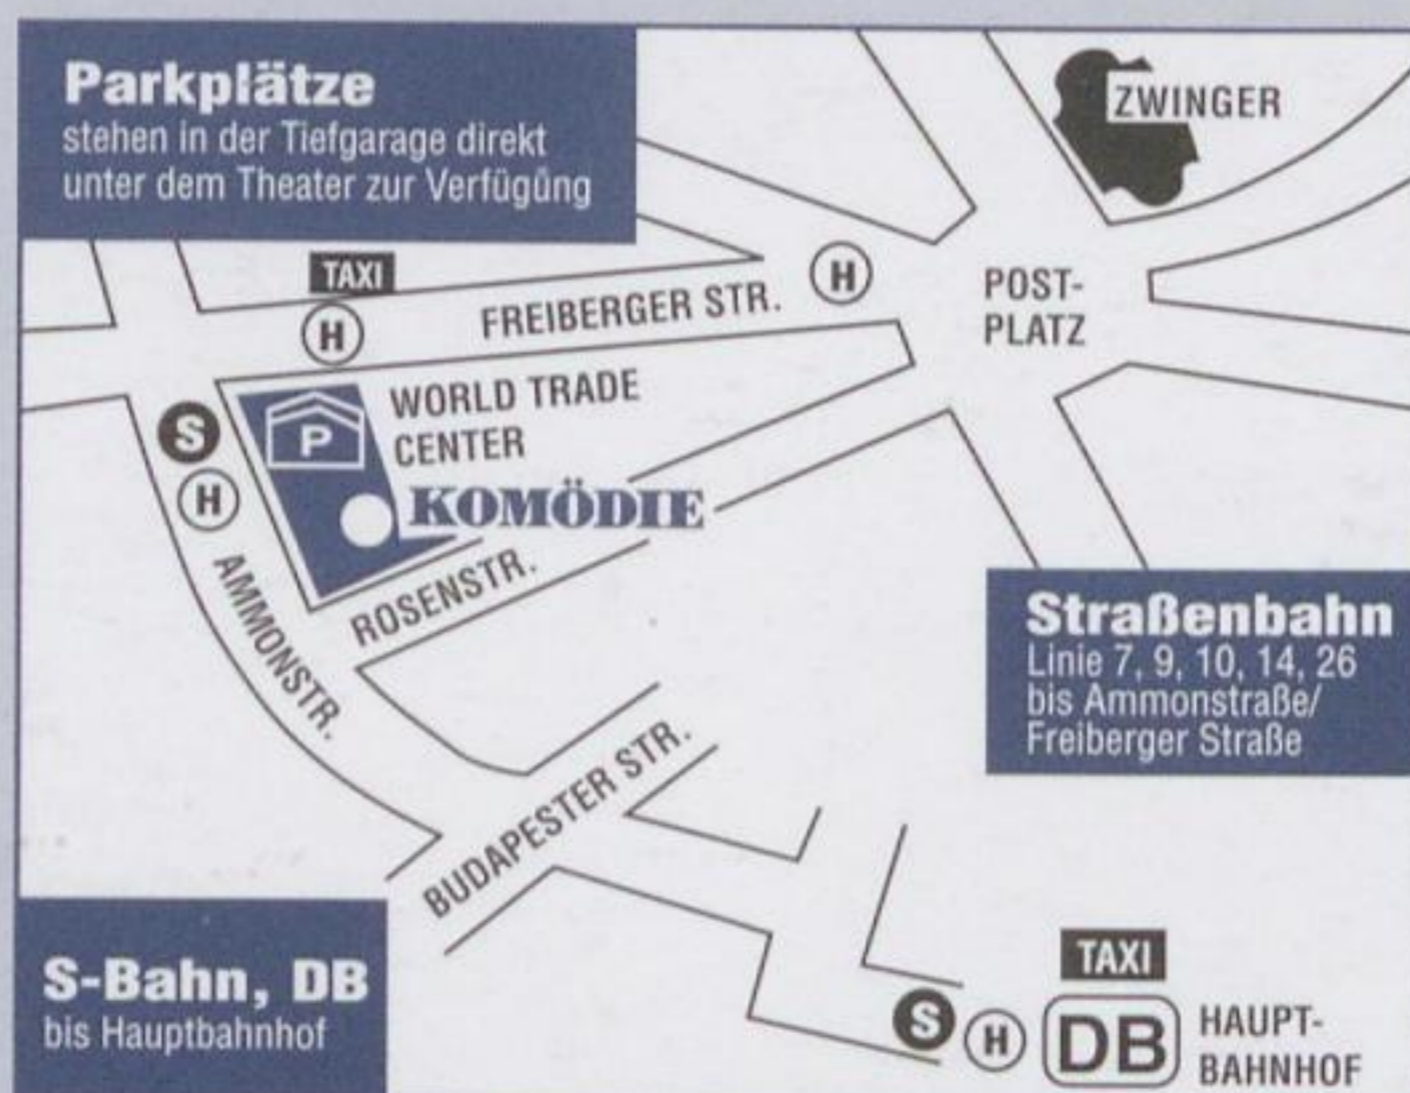 Parkplätze
stehen in der Tiefgarage direkt
unter dem Theater zur Verfügung
ZWINGER
TAXI
H
FREIBERGER STR.
H
POST-
PLATZ
S
H
P
WORLD TRADE
CENTER
KOMÖDIE
AMMONSTR.
ROSENSTR.
Straßenbahn
Linie 7, 9, 10, 14, 26
bis Ammonstraße/
Freiberger Straße
BUDAPESTER STR.
S-Bahn, DB
bis Hauptbahnhof
TAXI
S
H
DB
HAUPT-
BAHNHOF